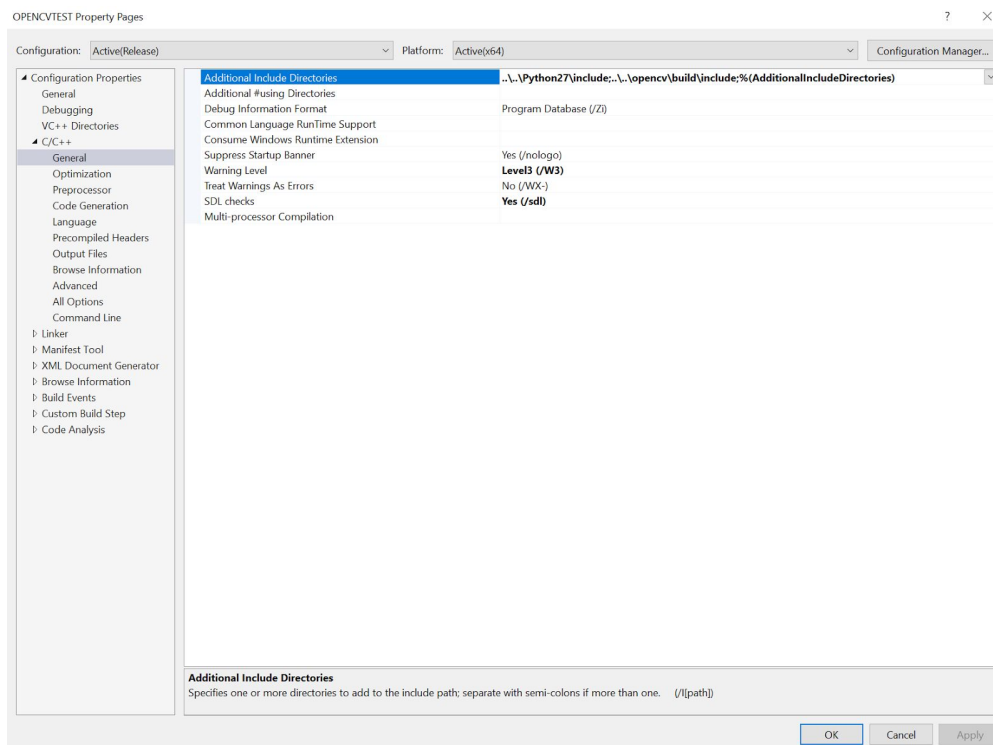 OPENCVTEST Property Pages
?
Configuration: Active(Release) Platform: Active(x64) Configuration Manager...
Configuration Properties
General
Debugging
VC++ Directories
C/C++
General
Optimization
Preprocessor
Code Generation
Language
Precompiled Headers
Output Files
Browse Information
Advanced
All Options
Command Line
Linker
Manifest Tool
XML Document Generator
Browse Information
Build Events
Custom Build Step
Code Analysis
Additional Include Directories ..\..\Python27\include;..\..\opencv\build\include;%(AdditionalIncludeDirectories)
Additional #using Directories
Debug Information Format Program Database (/Zi)
Common Language RunTime Support
Consume Windows Runtime Extension
Suppress Startup Banner Yes (/nologo)
Warning Level Level3 (/W3)
Treat Warnings As Errors No (/WX-)
SDL checks Yes (/sdl)
Multi-processor Compilation
Additional Include Directories
Specifies one or more directories to add to the include path; separate with semi-colons if more than one. (/I[path])
OK Cancel Apply